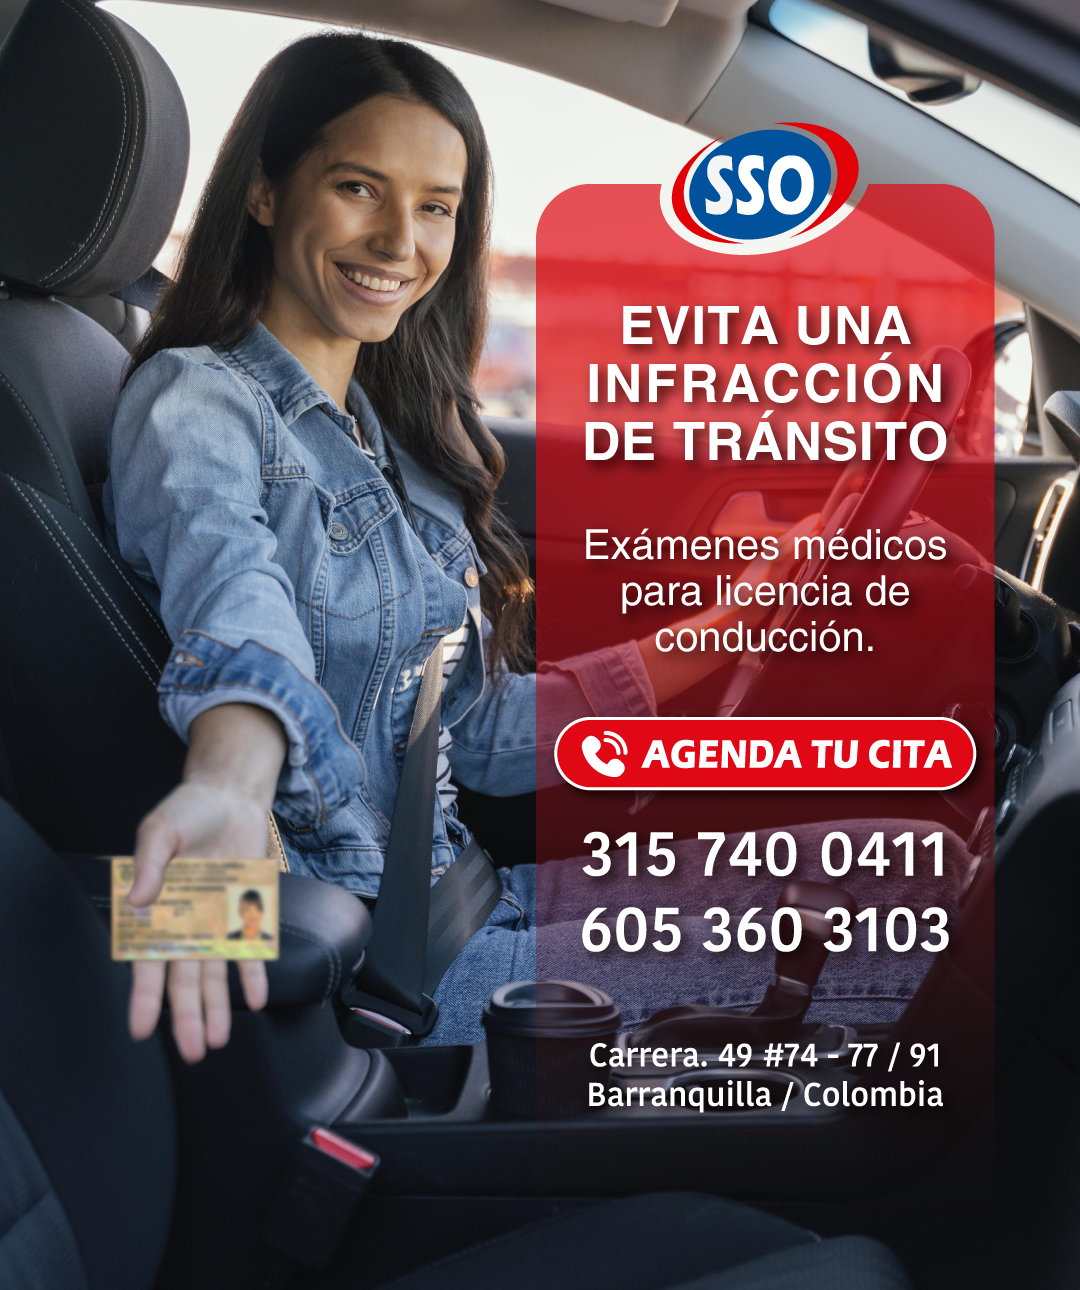 SSO
EVITA UNA
INFRACCIÓN
DE TRÁNSITO
Exámenes médicos
para licencia de
conducción.
AGENDA TU CITA
315 740 0411
605 360 3103
Carrera. 49 #74 - 77 / 91
Barranquilla / Colombia